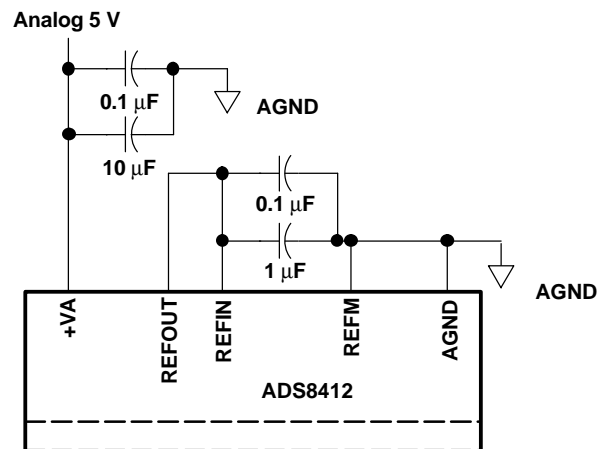 Analog 5 V
0.1 µF
AGND
10 µF
0.1 µF
1 µF
AGND
+VA
REFOUT
REFIN
REFM
AGND
ADS8412